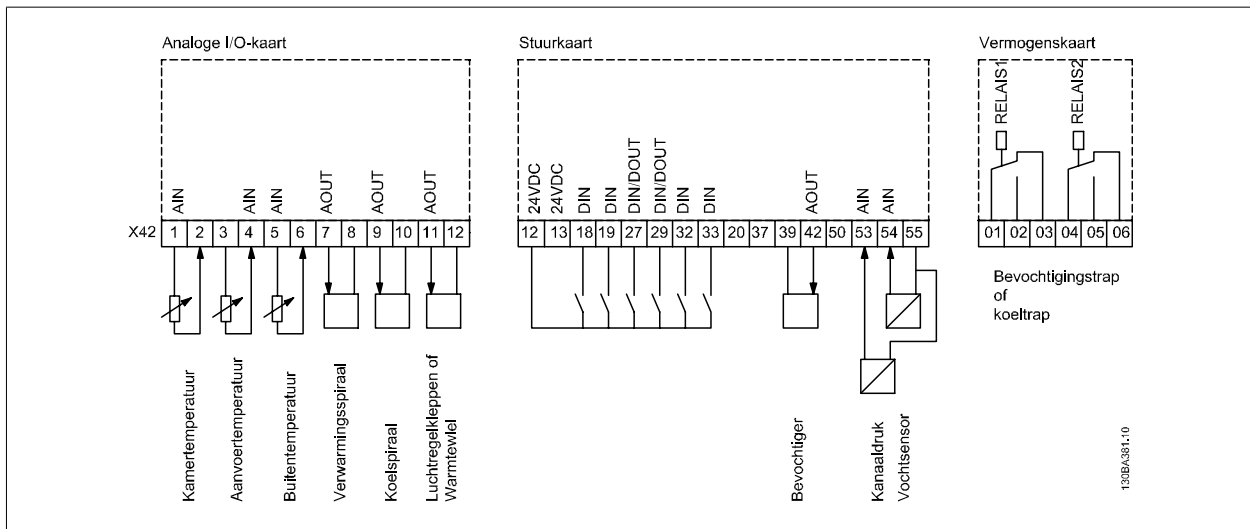 Analoge I/O-kaart
Stuurkaart
Vermogenskaart
RELAIS1
RELAIS2
AIN
AIN
AIN
AOUT
AOUT
AOUT
24VDC
24VDC
DIN
DIN
DIN/DOUT
DIN/DOUT
DIN
DIN
AOUT
AIN
AIN
X42
1 2 3 4 5 6 7 8 9 10 11 12
12 13 18 19 27 29 32 33 20 37 39 42 50 53 54 55
01 02 03 04 05 06
Bevochtigingstrap
of
koeltrap
Kamertemperatuur
Aanvoertemperatuur
Buitentemperatuur
Verwarmingsspiraal
Koelspiraal
Luchtregelkleppen of
Warmtewlel
Bevochtiger
Kanaaldruk
Vochtsensor
130BA381.10